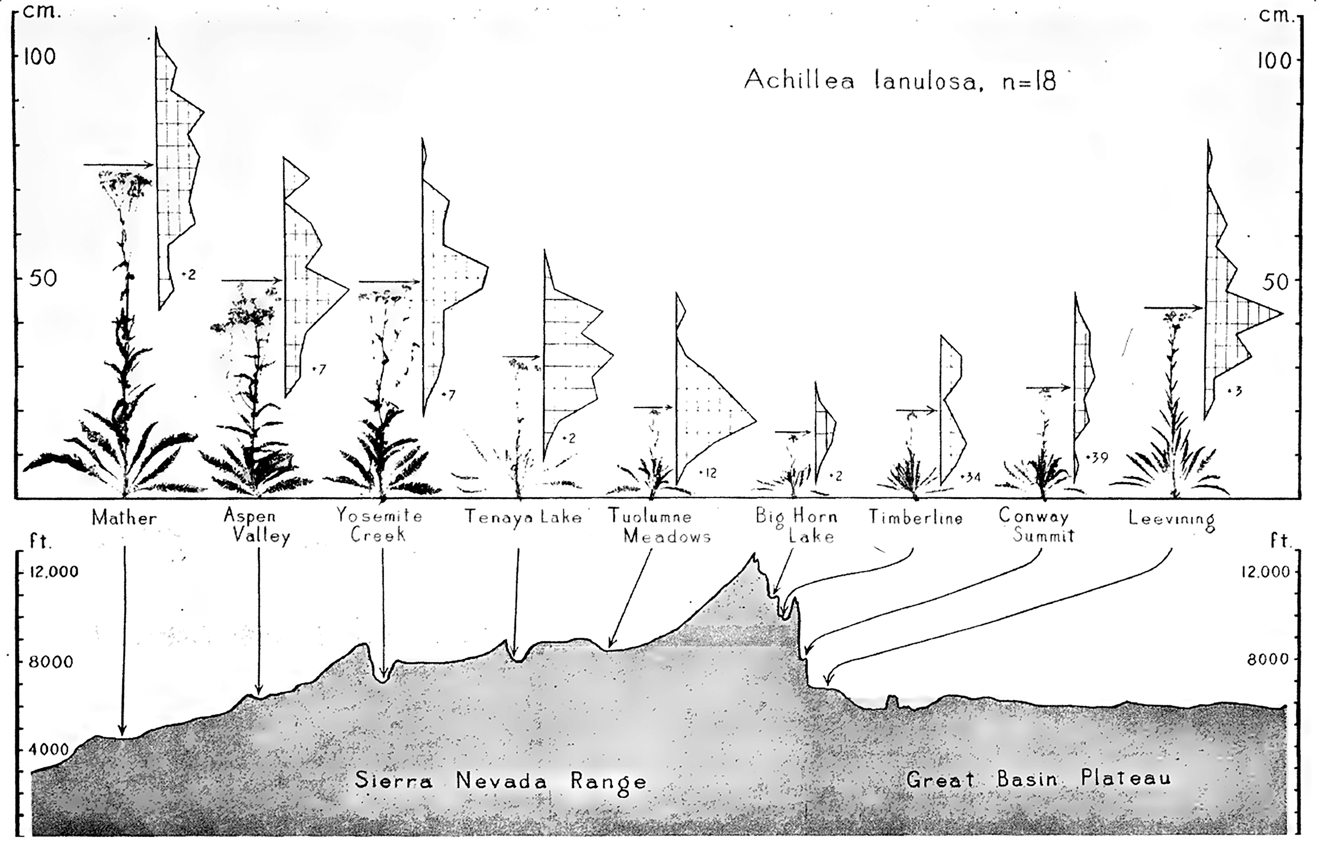 cm.
cm.
100
100
Achillea lanulosa, n=18
50
50
+2
+7
+7
+2
+12
+2
+34
+39
+3
Mather
Aspen
Valley
Yosemite
Creek
Tenaya Lake
Tuolumne
Meadows
Big Horn
Lake
Timberline
Conway
Summit
Leevining
ft.
ft.
12,000
12,000
8000
8000
4000
Sierra Nevada Range
Great Basin Plateau